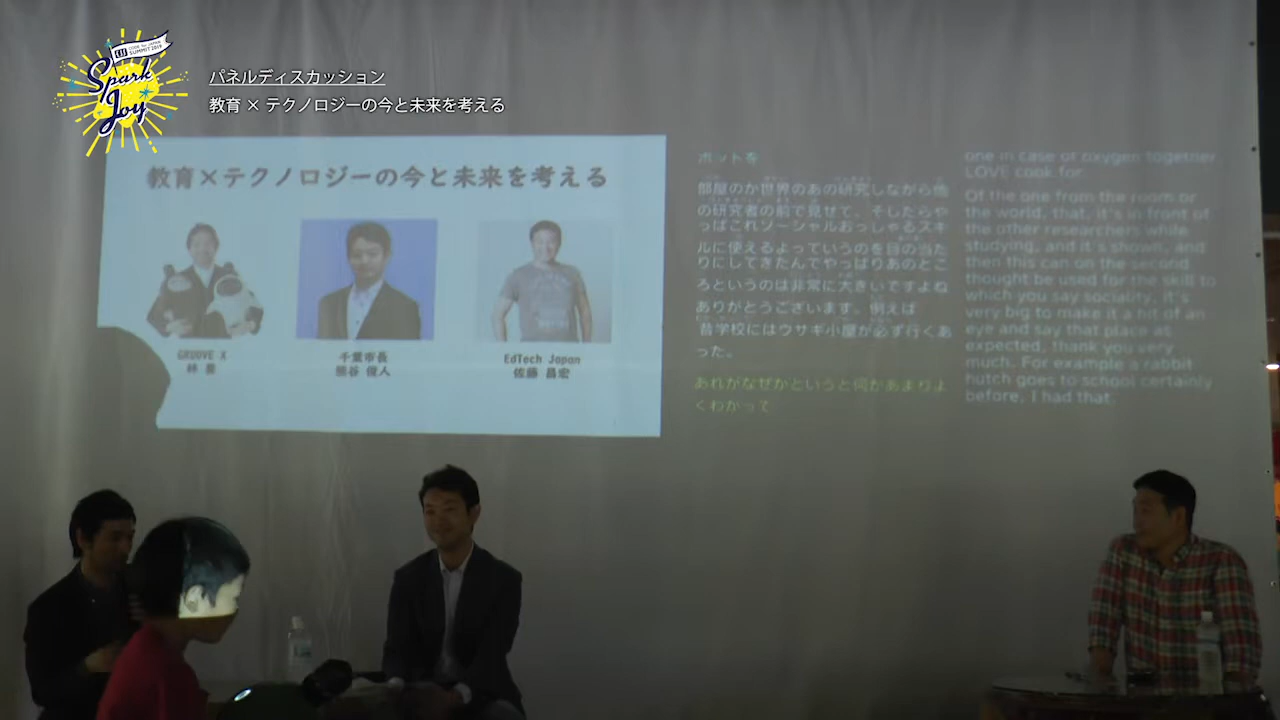 CODE for JAPAN
SUMMIT 2019
Spark
Joy
パネルディスカッション
教育 × テクノロジーの今と未来を考える
教育×テクノロジーの今と未来を考える
GROOVE X
林 要
千葉市長
熊谷 俊人
EdTech Japan
佐藤 昌宏
ボットを
部屋のか世界のあの研究しながら他
の研究者の前で見せて、そしたらや
っぱこれソーシャルおっしゃるスキ
ルに使えるよっていうのを目の当た
りにしてきたんでやっぱりあのとこ
ろというのは非常に大きいですよね
ありがとうございます。例えば
昔学校にはウサギ小屋が必ず行くあ
った。
あれがなぜかというと何かあまりよ
くわかって
one in case of oxygen together,
LOVE cook for.
Of the one from the room or
the world, that, it's in front of
the other researchers while
studying, and it's shown, and
then this can on the second
thought be used for the skill to
which you say sociality, it's
very big to make it a hit of an
eye and say that place as
expected, thank you very
much. For example a rabbit
hutch goes to school certainly
before, I had that.